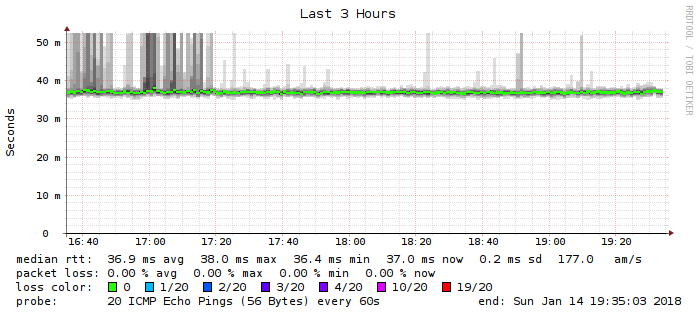 Last 3 Hours
RRDTOOL / TOBI OETIKER
Seconds
50 m
40 m
30 m
20 m
10 m
0
16:40 17:00 17:20 17:40 18:00 18:20 18:40 19:00 19:20
median rtt: 36.9 ms avg 38.0 ms max 36.4 ms min 37.0 ms now 0.2 ms sd 177.0 am/s
packet loss: 0.00 % avg 0.00 % max 0.00 % min 0.00 % now
loss color: 0 1/20 2/20 3/20 4/20 10/20 19/20
probe: 20 ICMP Echo Pings (56 Bytes) every 60s end: Sun Jan 14 19:35:03 2018